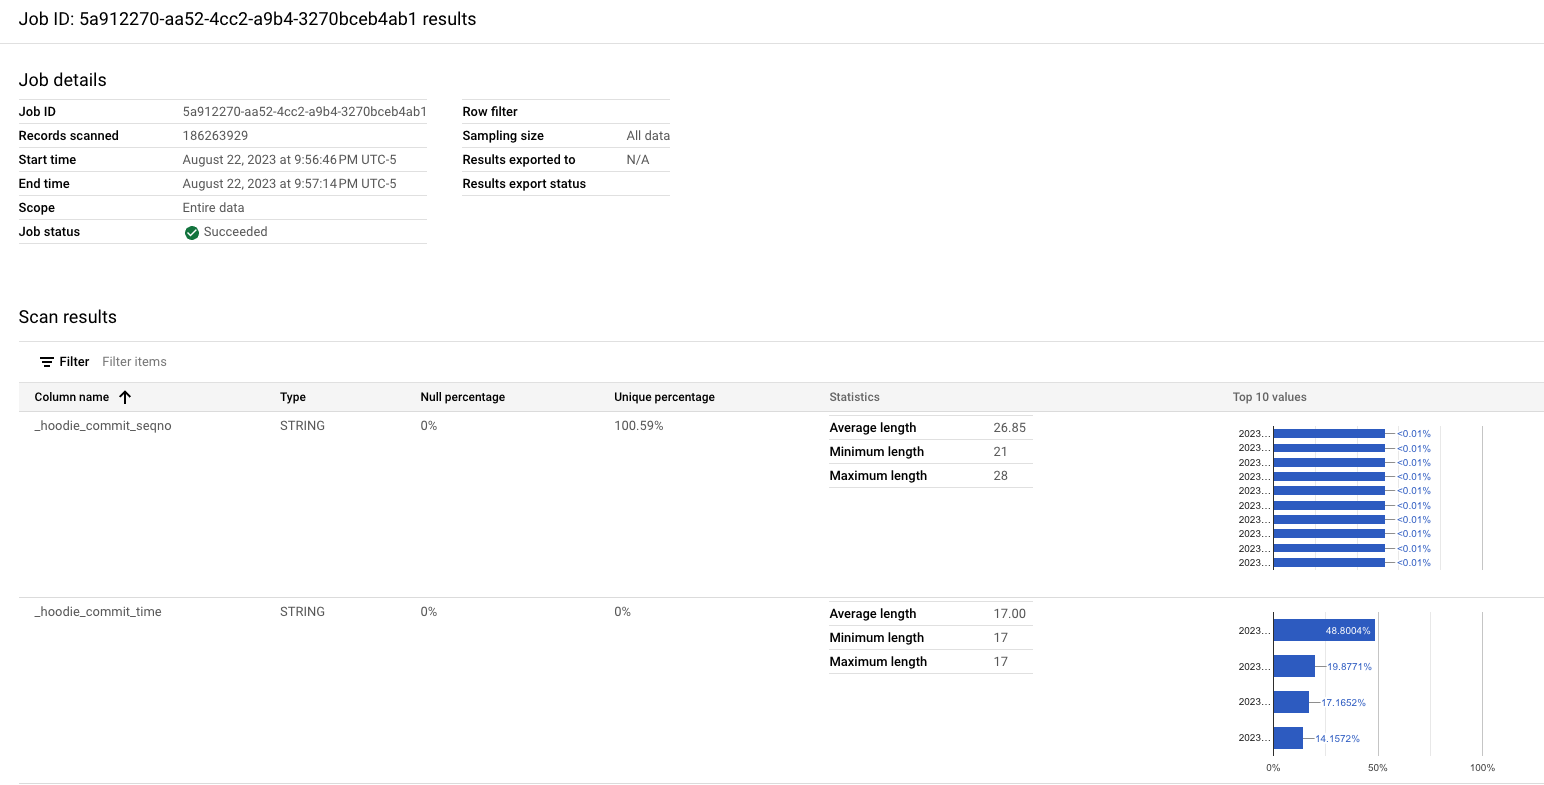 Job ID: 5a912270-aa52-4cc2-a9b4-3270bceb4ab1 results
Job details
Job ID 5a912270-aa52-4cc2-a9b4-3270bceb4ab1
Records scanned 186263929
Start time August 22, 2023 at 9:56:46 PM UTC-5
End time August 22, 2023 at 9:57:14 PM UTC-5
Scope Entire data
Job status Succeeded
Row filter
Sampling size All data
Results exported to N/A
Results export status
Scan results
Filter Filter items
Column name Type Null percentage Unique percentage Statistics Top 10 values
_hoodie_commit_seqno STRING 0% 100.59%
Average length 26.85
Minimum length 21
Maximum length 28
2023... <0.01%
2023... <0.01%
2023... <0.01%
2023... <0.01%
2023... <0.01%
2023... <0.01%
2023... <0.01%
2023... <0.01%
2023... <0.01%
2023... <0.01%
_hoodie_commit_time STRING 0% 0%
Average length 17.00
Minimum length 17
Maximum length 17
2023... 48.8004%
2023... 19.8771%
2023... 17.1652%
2023... 14.1572%
0% 50% 100%